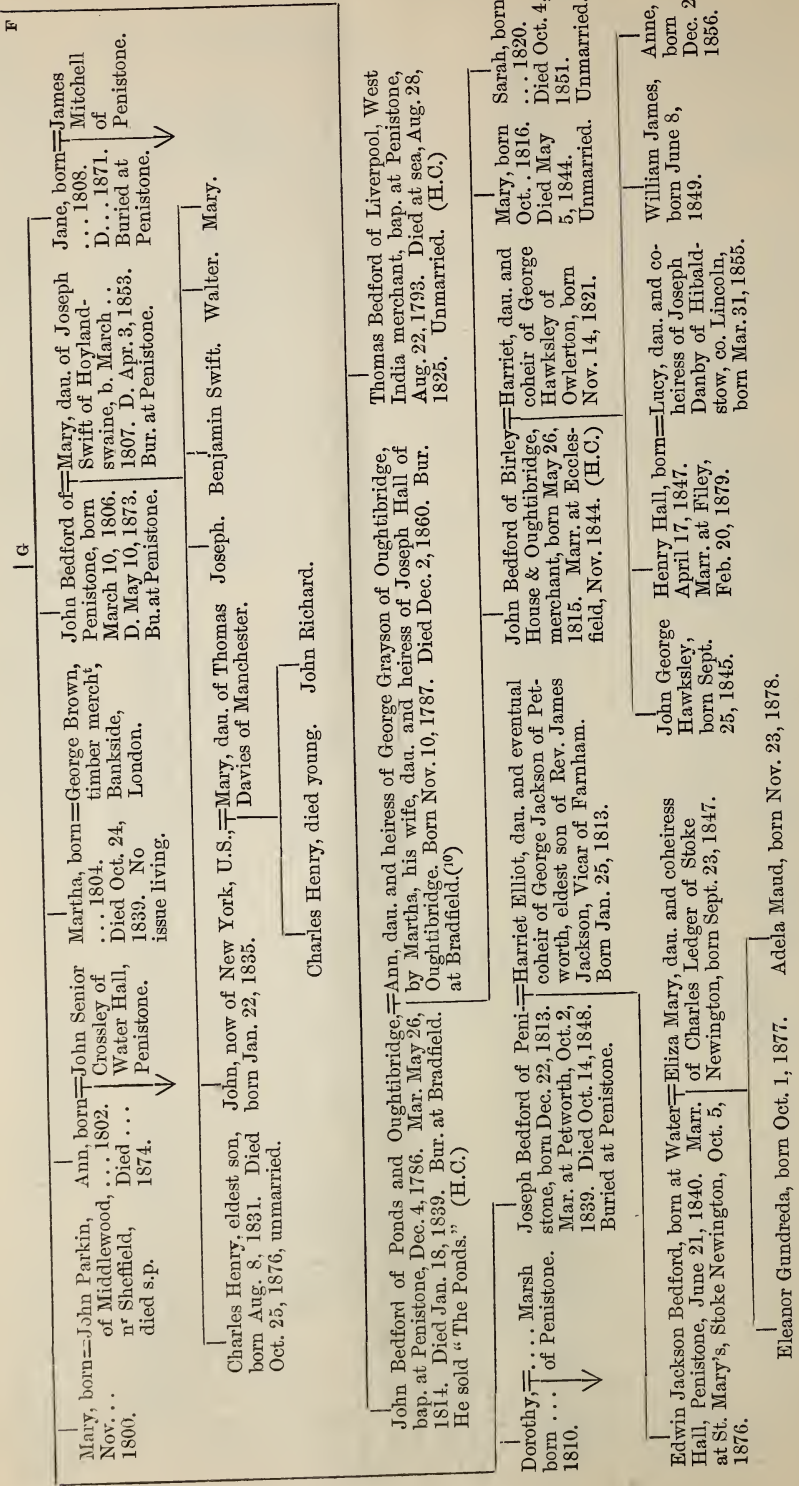 F
G
Mary, born=John Parkin,
Nov... of Middlewood,
1800. nr Sheffield,
died s.p.
Ann, born=John Senior
... 1802. Crossley of
Died ... Water Hall,
1874. Penistone.
Martha, born=George Brown,
... 1804. timber mercht,
Died Oct. 24, Bankside,
1839. No London.
issue living.
John Bedford of=Mary, dau. of Joseph
Penistone, born Swift of Hoyland-
March 10, 1806. swaine, b. March ..
D. May 10, 1873. 1807. D. Apr. 3, 1853.
Bu. at Penistone. Bur. at Penistone.
Jane, born=James
... 1808. Mitchell
D. .. 1871. of
Buried at Penistone.
Penistone.
Charles Henry, eldest son,
born Aug. 8, 1831. Died
Oct. 25, 1876, unmarried.
John, now of New York, U.S.,=Mary, dau. of Thomas
born Jan. 22, 1835. Davies of Manchester.
Joseph. Benjamin Swift. Walter. Mary.
Charles Henry, died young. John Richard.
John Bedford of Ponds and Oughtibridge,=Ann, dau. and heiress of George Grayson of Oughtibridge,
bap. at Penistone, Dec. 4, 1786. Mar. May 26, by Martha, his wife, dau. and heiress of Joseph Hall of
1814. Died Jan. 18, 1839. Bur. at Bradfield. Oughtibridge. Born Nov. 10, 1787. Died Dec. 2, 1860. Bur.
He sold "The Ponds." (H.C.) at Bradfield.(10)
Thomas Bedford of Liverpool, West
India merchant, bap. at Penistone,
Aug. 22, 1793. Died at sea, Aug. 28,
1825. Unmarried. (H.C.)
Dorothy,=.... Marsh
born ... of Penistone.
1810.
Joseph Bedford of Peni-=Harriet Elliot, dau. and eventual
stone, born Dec. 22, 1813. coheir of George Jackson of Pet-
Mar. at Petworth, Oct. 2, worth, eldest son of Rev. James
1839. Died Oct. 14, 1848. Jackson, Vicar of Farnham.
Buried at Penistone. Born Jan. 25, 1813.
John Bedford of Birley=Harriet, dau. and
House & Oughtibridge, coheir of George
merchant, born May 26, Hawksley of
1815. Marr. at Eccles- Owlerton, born
field, Nov. 1844. (H.C.) Nov. 14, 1821.
Mary, born
Oct.. 1816.
Died May
5, 1844.
Unmarried.
Sarah, born
... 1820.
Died Oct. 4,
1851.
Unmarried.
Edwin Jackson Bedford, born at Water=Eliza Mary, dau. and coheiress
Hall, Penistone, June 21, 1840. Marr. of Charles Ledger of Stoke
at St. Mary's, Stoke Newington, Oct. 5, Newington, born Sept. 23, 1847.
1876.
John George
Hawksley,
born Sept.
25, 1845.
Henry Hall, born=Lucy, dau. and co-
April 17, 1847. heiress of Joseph
Marr. at Filey, Danby of Hibald-
Feb. 20, 1879. stow, co. Lincoln,
born Mar. 31, 1855.
William James,
born June 8,
1849.
Anne,
born
Dec. 2
1856.
Eleanor Gundreda, born Oct. 1, 1877. Adela Maud, born Nov. 23, 1878.